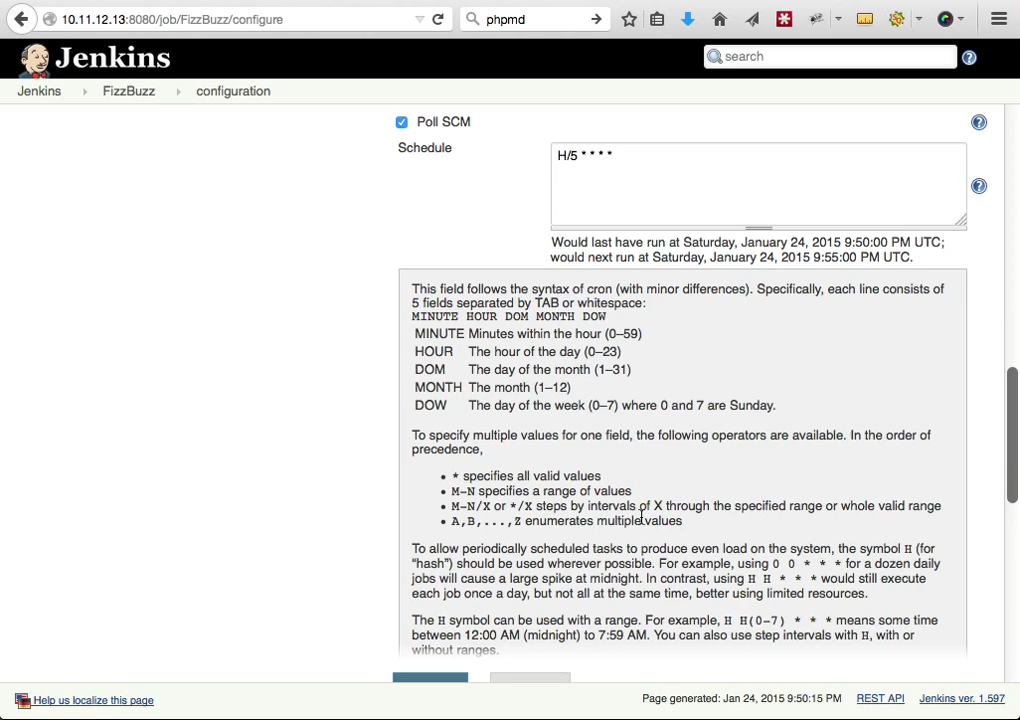 10.11.12.13:8080/job/FizzBuzz/configure
phpmd
Jenkins
search
Jenkins
FizzBuzz
configuration
Poll SCM
Schedule
H/5 * * * *
Would last have run at Saturday, January 24, 2015 9:50:00 PM UTC;
would next run at Saturday, January 24, 2015 9:55:00 PM UTC.
This field follows the syntax of cron (with minor differences). Specifically, each line consists of
5 fields separated by TAB or whitespace:
MINUTE HOUR DOM MONTH DOW
MINUTE Minutes within the hour (0–59)
HOUR The hour of the day (0–23)
DOM The day of the month (1–31)
MONTH The month (1–12)
DOW The day of the week (0–7) where 0 and 7 are Sunday.
To specify multiple values for one field, the following operators are available. In the order of
precedence,
• * specifies all valid values
• M-N specifies a range of values
• M-N/X or */X steps by intervals of X through the specified range or whole valid range
• A,B,...,Z enumerates multiple values
To allow periodically scheduled tasks to produce even load on the system, the symbol H (for
“hash”) should be used wherever possible. For example, using 0 0 * * * for a dozen daily
jobs will cause a large spike at midnight. In contrast, using H H * * * would still execute
each job once a day, but not all at the same time, better using limited resources.
The H symbol can be used with a range. For example, H H(0-7) * * * means some time
between 12:00 AM (midnight) to 7:59 AM. You can also use step intervals with H, with or
without ranges.
Help us localize this page
Page generated: Jan 24, 2015 9:50:15 PM
REST API
Jenkins ver. 1.597